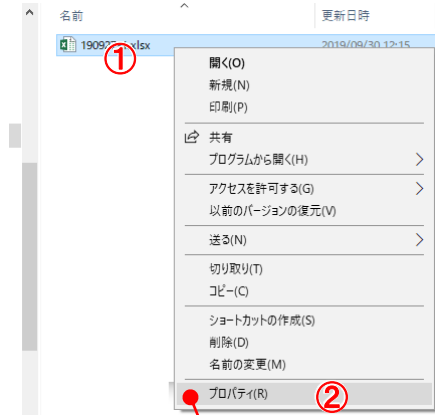 名前 更新日時
①
2019/09/30 12:15
開く(O)
新規(N)
印刷(P)
共有
プログラムから開く(H)
アクセスを許可する(G)
以前のバージョンの復元(V)
送る(N)
切り取り(T)
コピー(C)
ショートカットの作成(S)
削除(D)
名前の変更(M)
プロパティ(R) ②